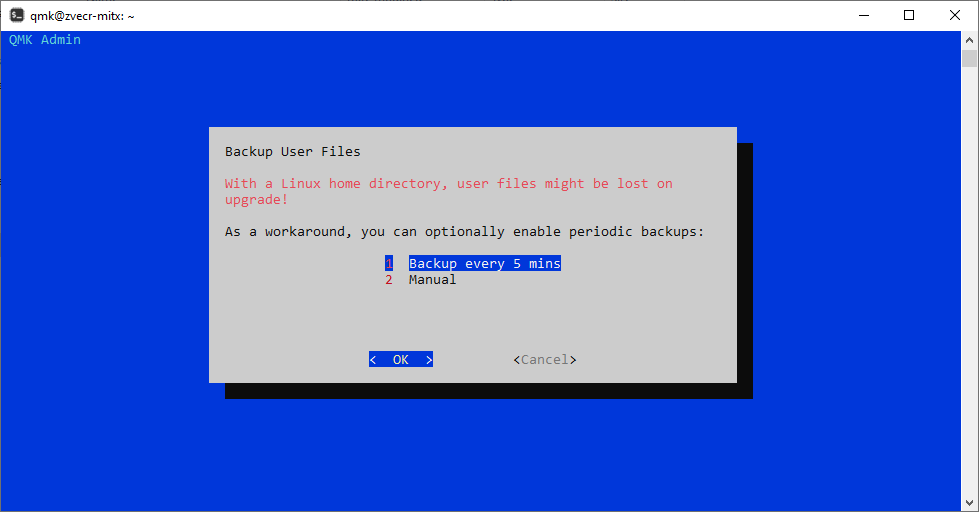 qmk@zvecr-mitx: ~
QMK Admin
Backup User Files
With a Linux home directory, user files might be lost on
upgrade!
As a workaround, you can optionally enable periodic backups:
1 Backup every 5 mins
2 Manual
< OK > <Cancel>